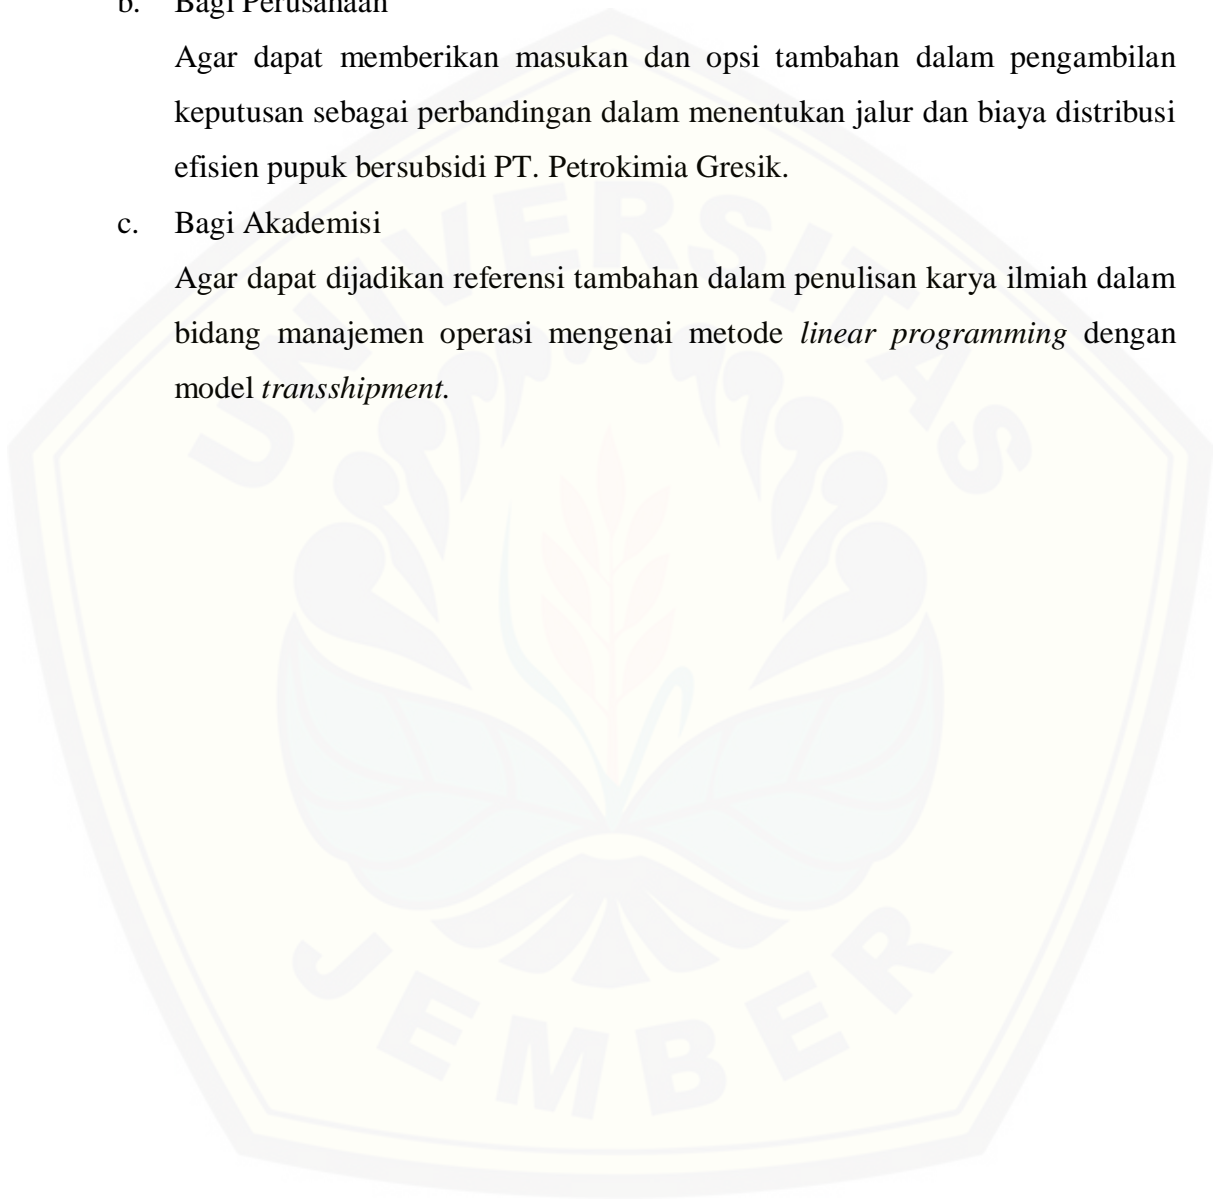 b. Bagi Perusahaan
Agar dapat memberikan masukan dan opsi tambahan dalam pengambilan
keputusan sebagai perbandingan dalam menentukan jalur dan biaya distribusi
efisien pupuk bersubsidi PT. Petrokimia Gresik.
c. Bagi Akademisi
Agar dapat dijadikan referensi tambahan dalam penulisan karya ilmiah dalam
bidang manajemen operasi mengenai metode linear programming dengan
model transshipment.
UNIVERSITAS
JEMBER